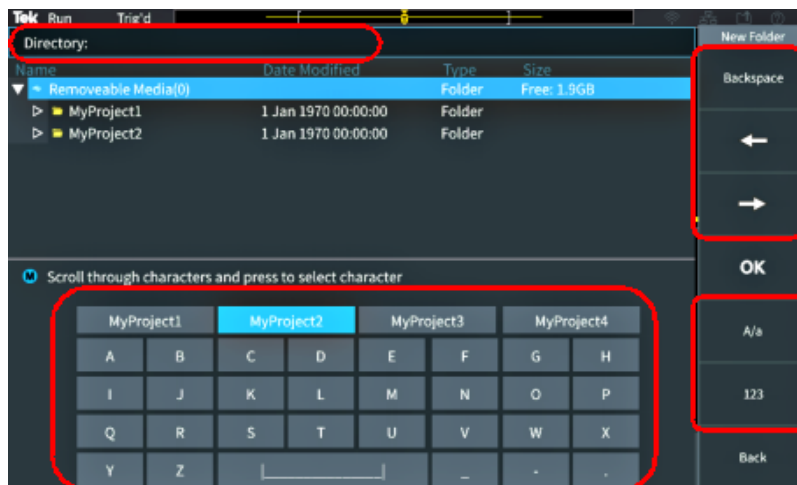 Tek Run Trig'd
Directory:
New Folder
Name Date Modified Type Size
Removeable Media(0) Folder Free: 1.9GB
MyProject1 1 Jan 1970 00:00:00 Folder
MyProject2 1 Jan 1970 00:00:00 Folder
Backspace
OK
A/a
123
Back
M Scroll through characters and press to select character
MyProject1 MyProject2 MyProject3 MyProject4
A B C D E F G H
I J K L M N O P
Q R S T U V W X
Y Z |_______| _ - .